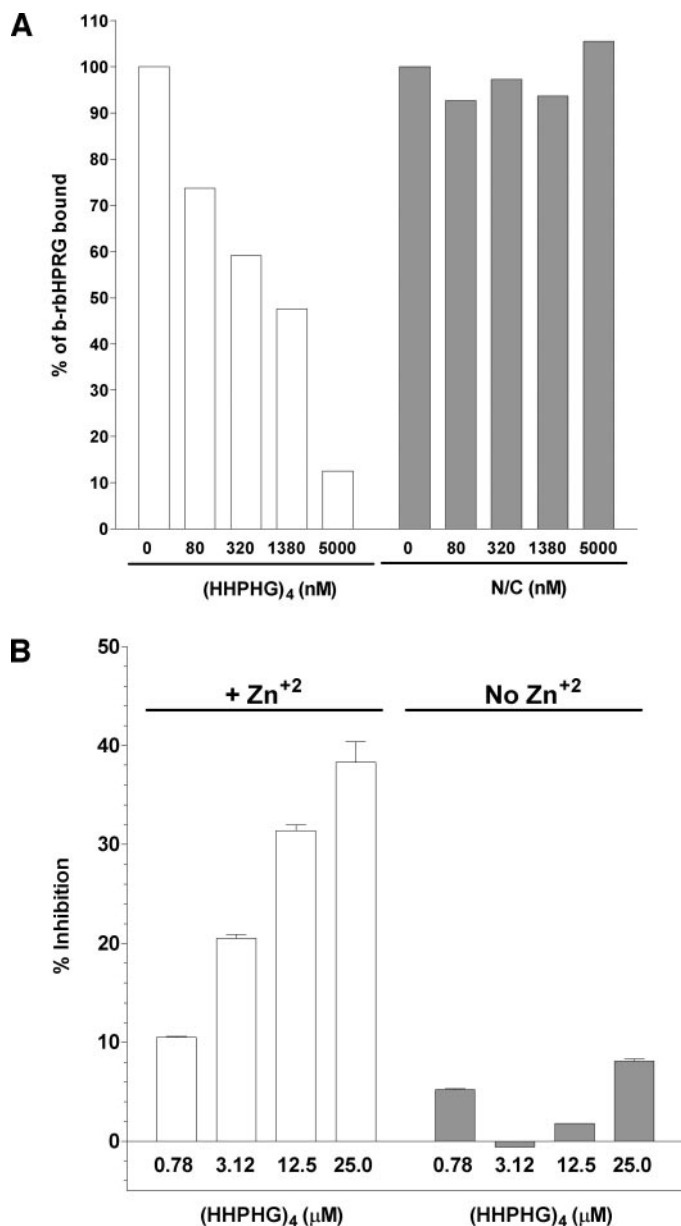 A
% of b-rbHPRG bound
110
100
90
80
70
60
50
40
30
20
10
0
0 80 320 1380 5000 0 80 320 1380 5000
(HHPHG)4 (nM) N/C (nM)
B
% Inhibition
50
40
30
20
10
0
+ Zn+2 No Zn+2
0.78 3.12 12.5 25.0 0.78 3.12 12.5 25.0
(HHPHG)4 (μM) (HHPHG)4 (μM)